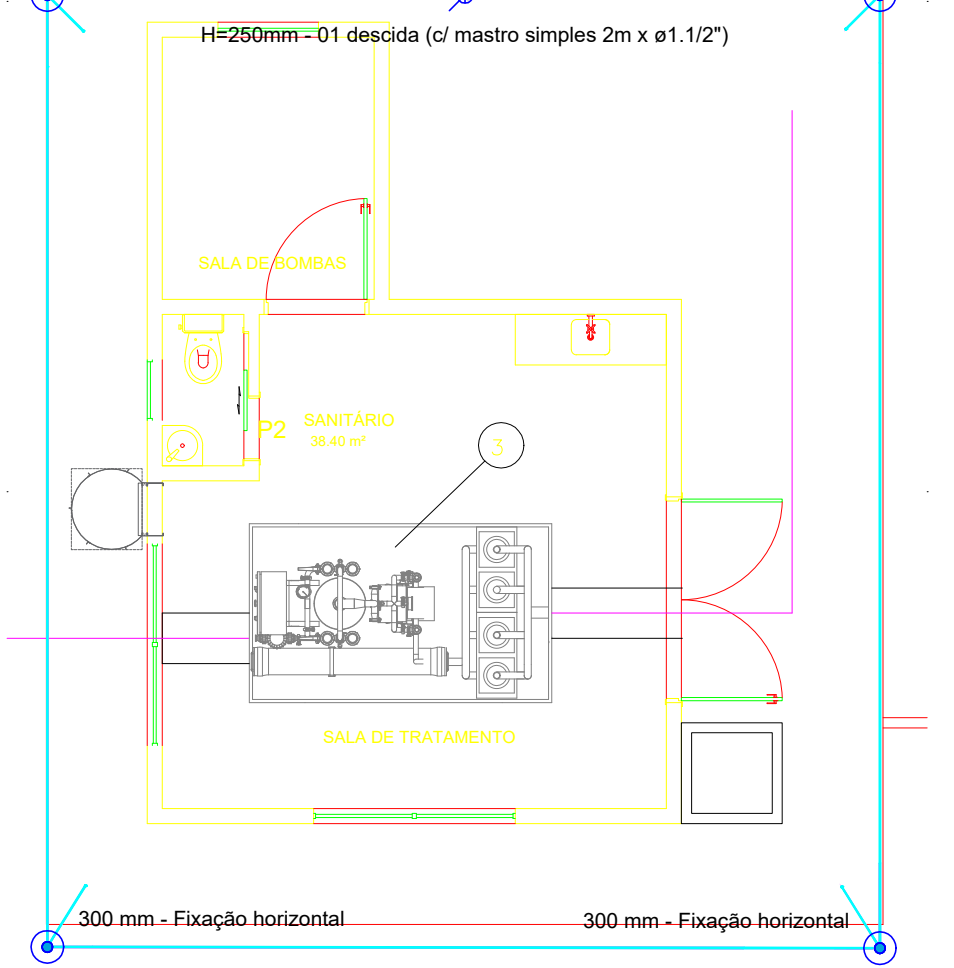 H=250mm - 01 descida (c/ mastro simples 2m x ø1.1/2")
SALA DE BOMBAS
P2
SANITÁRIO
38.40 m²
3
SALA DE TRATAMENTO
300 mm - Fixação horizontal
300 mm - Fixação horizontal